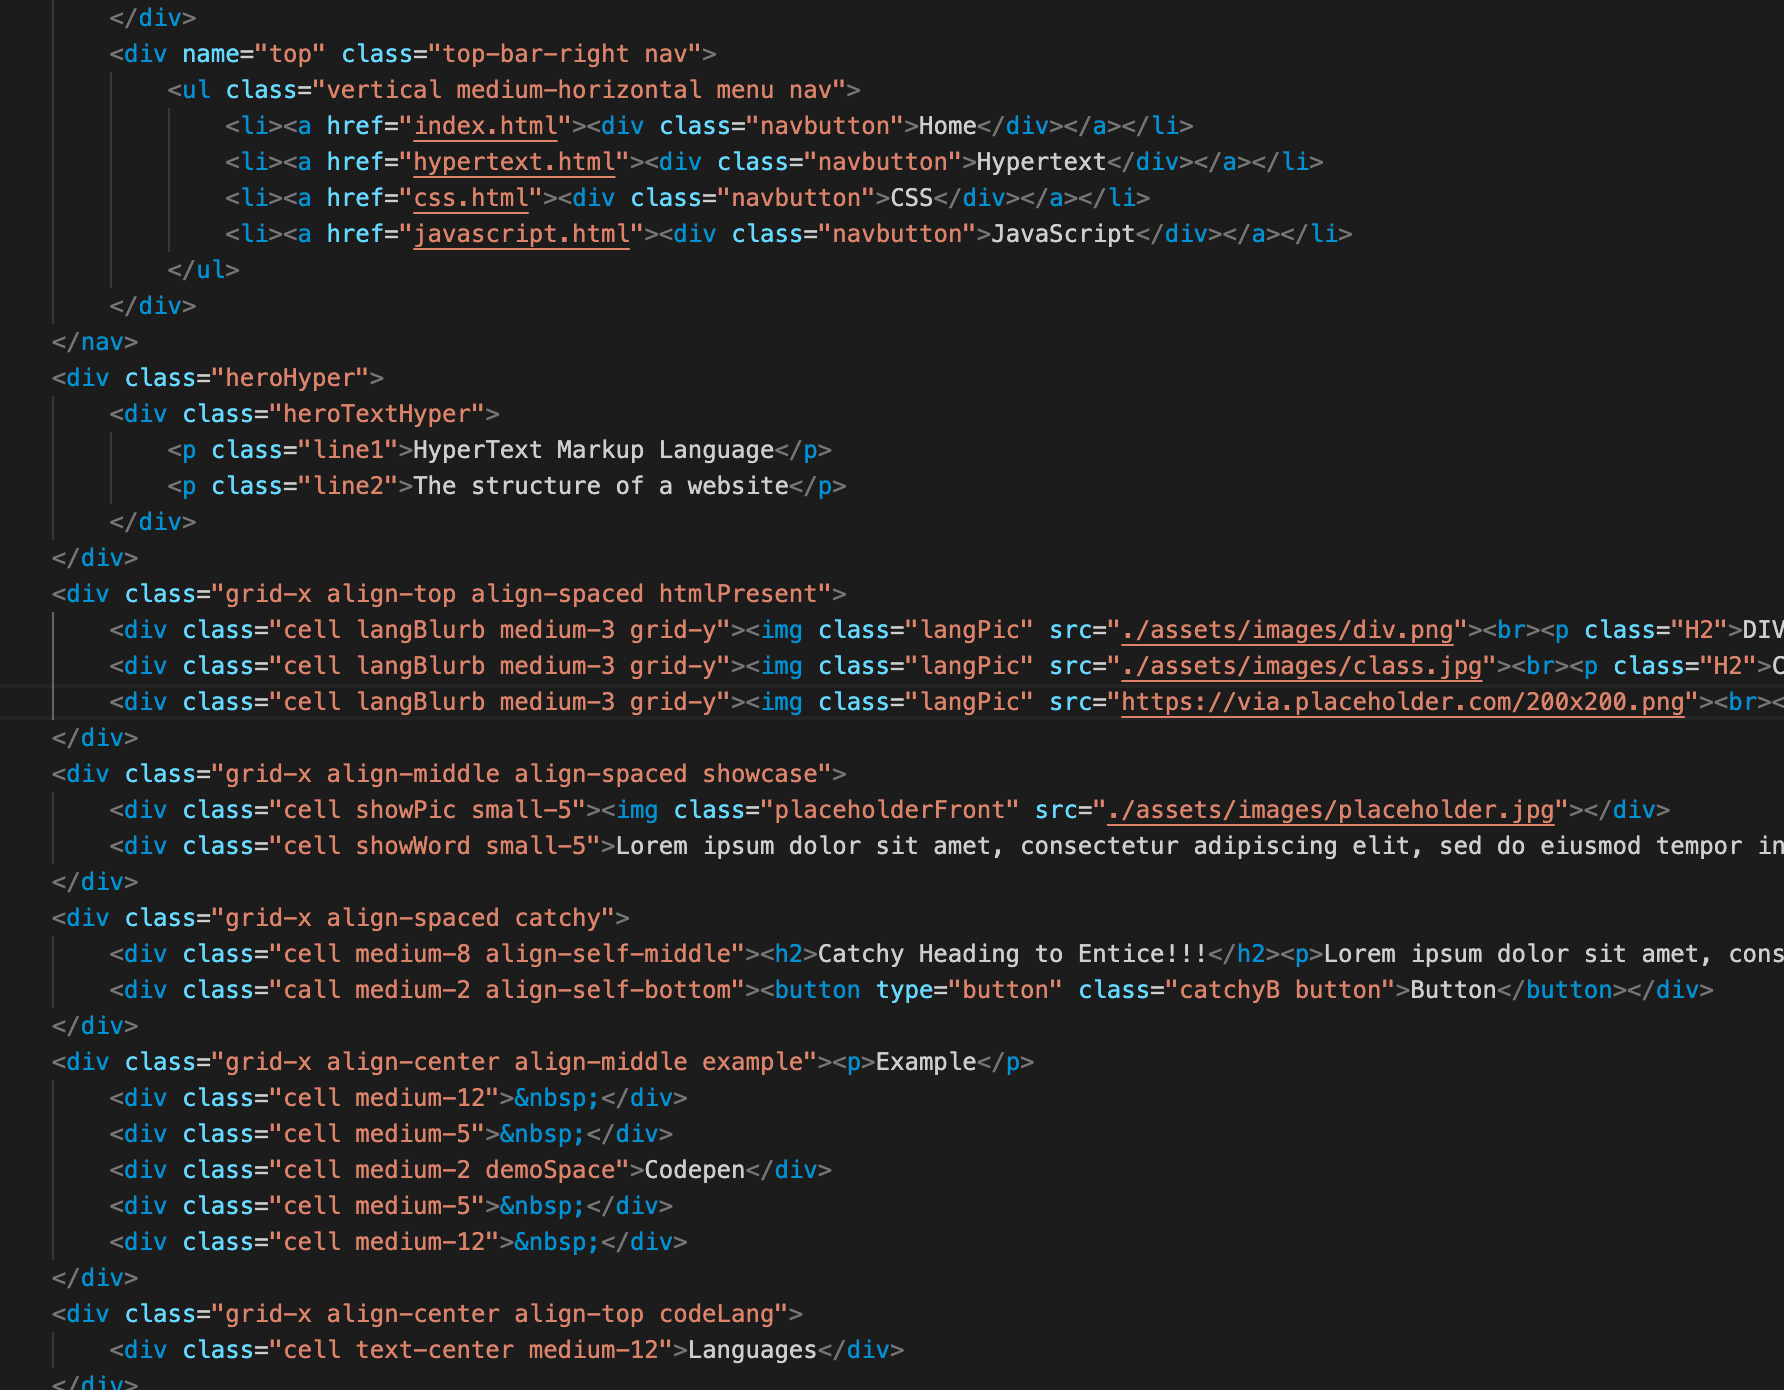 </div>
<div name="top" class="top-bar-right nav">
<ul class="vertical medium-horizontal menu nav">
<li><a href="index.html"><div class="navbutton">Home</div></a></li>
<li><a href="hypertext.html"><div class="navbutton">Hypertext</div></a></li>
<li><a href="css.html"><div class="navbutton">CSS</div></a></li>
<li><a href="javascript.html"><div class="navbutton">JavaScript</div></a></li>
</ul>
</div>
</nav>
<div class="heroHyper">
<div class="heroTextHyper">
<p class="line1">HyperText Markup Language</p>
<p class="line2">The structure of a website</p>
</div>
</div>
<div class="grid-x align-top align-spaced htmlPresent">
<div class="cell langBlurb medium-3 grid-y"><img class="langPic" src="./assets/images/div.png"><br><p class="H2">DIV
<div class="cell langBlurb medium-3 grid-y"><img class="langPic" src="./assets/images/class.jpg"><br><p class="H2">C
<div class="cell langBlurb medium-3 grid-y"><img class="langPic" src="https://via.placeholder.com/200x200.png"><br><
</div>
<div class="grid-x align-middle align-spaced showcase">
<div class="cell showPic small-5"><img class="placeholderFront" src="./assets/images/placeholder.jpg"></div>
<div class="cell showWord small-5">Lorem ipsum dolor sit amet, consectetur adipiscing elit, sed do eiusmod tempor in
</div>
<div class="grid-x align-spaced catchy">
<div class="cell medium-8 align-self-middle"><h2>Catchy Heading to Entice!!!</h2><p>Lorem ipsum dolor sit amet, cons
<div class="call medium-2 align-self-bottom"><button type="button" class="catchyB button">Button</button></div>
</div>
<div class="grid-x align-center align-middle example"><p>Example</p>
<div class="cell medium-12">&nbsp;</div>
<div class="cell medium-5">&nbsp;</div>
<div class="cell medium-2 demoSpace">Codepen</div>
<div class="cell medium-5">&nbsp;</div>
<div class="cell medium-12">&nbsp;</div>
</div>
<div class="grid-x align-center align-top codeLang">
<div class="cell text-center medium-12">Languages</div>
</div>